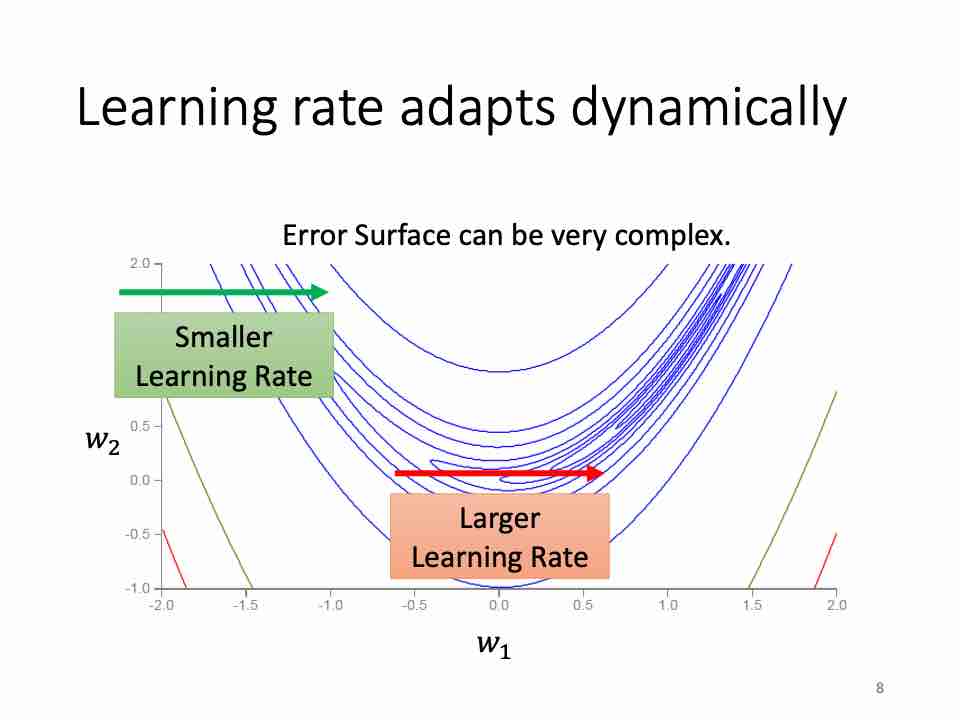 Learning rate adapts dynamically
Error Surface can be very complex.
2.0
Smaller
Learning Rate
w₂
0.5
0.0
-0.5
-1.0
Larger
Learning Rate
-2.0 -1.5 -1.0 -0.5 0.0 0.5 1.0 1.5 2.0
w₁
8